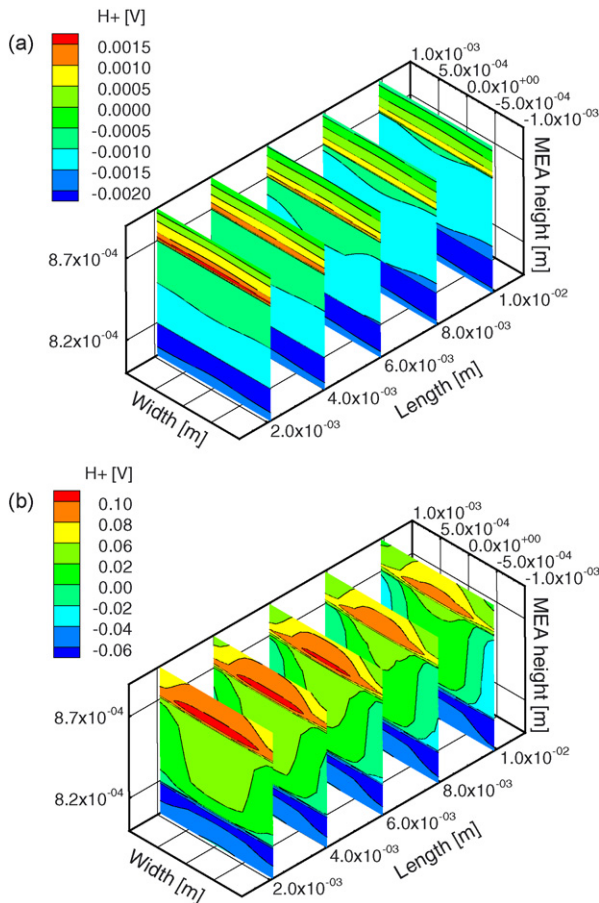 H+ [V]
(a)
0.0015
0.0010
0.0005
0.0000
-0.0005
-0.0010
-0.0015
-0.0020
1.0x10⁻⁰³
5.0x10⁻⁰⁴
0.0x10⁺⁰⁰
-5.0x10⁻⁰⁴
-1.0x10⁻⁰³
MEA height [m]
8.7x10⁻⁰⁴
8.2x10⁻⁰⁴
1.0x10⁻⁰²
8.0x10⁻⁰³
6.0x10⁻⁰³
4.0x10⁻⁰³
2.0x10⁻⁰³
Length [m]
Width [m]
H+ [V]
(b)
0.10
0.08
0.06
0.02
0.00
-0.02
-0.04
-0.06
1.0x10⁻⁰³
5.0x10⁻⁰⁴
0.0x10⁺⁰⁰
-5.0x10⁻⁰⁴
-1.0x10⁻⁰³
MEA height [m]
8.7x10⁻⁰⁴
8.2x10⁻⁰⁴
1.0x10⁻⁰²
8.0x10⁻⁰³
6.0x10⁻⁰³
4.0x10⁻⁰³
2.0x10⁻⁰³
Length [m]
Width [m]